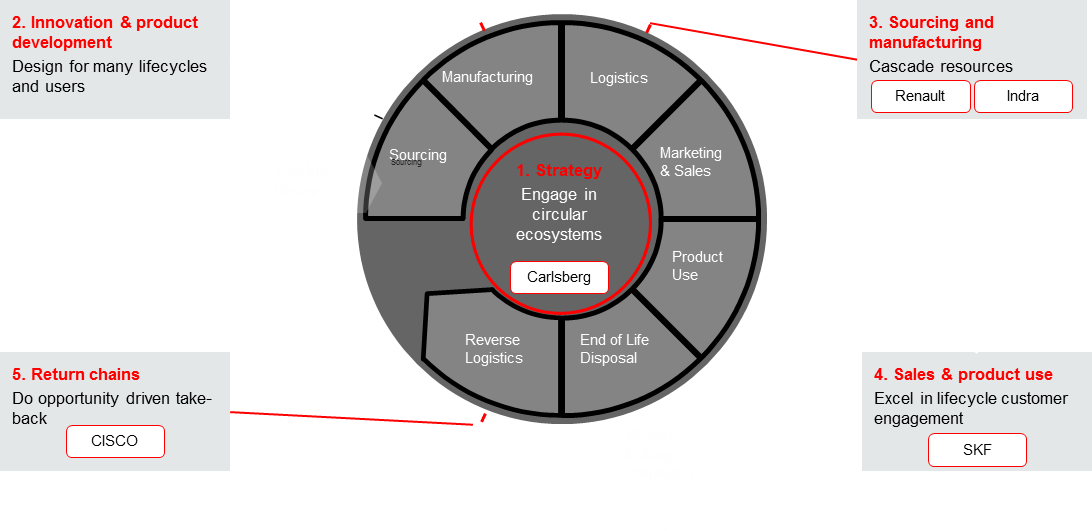 2. Innovation & product
development
Design for many lifecycles
and users
3. Sourcing and
manufacturing
Cascade resources
Renault
Indra
Manufacturing
Logistics
Sourcing
Sourcing
Marketing
& Sales
1. Strategy
Engage in
circular
ecosystems
Carlsberg
Product
Use
Reverse
Logistics
End of Life
Disposal
5. Return chains
Do opportunity driven take-
back
CISCO
4. Sales & product use
Excel in lifecycle customer
engagement
SKF